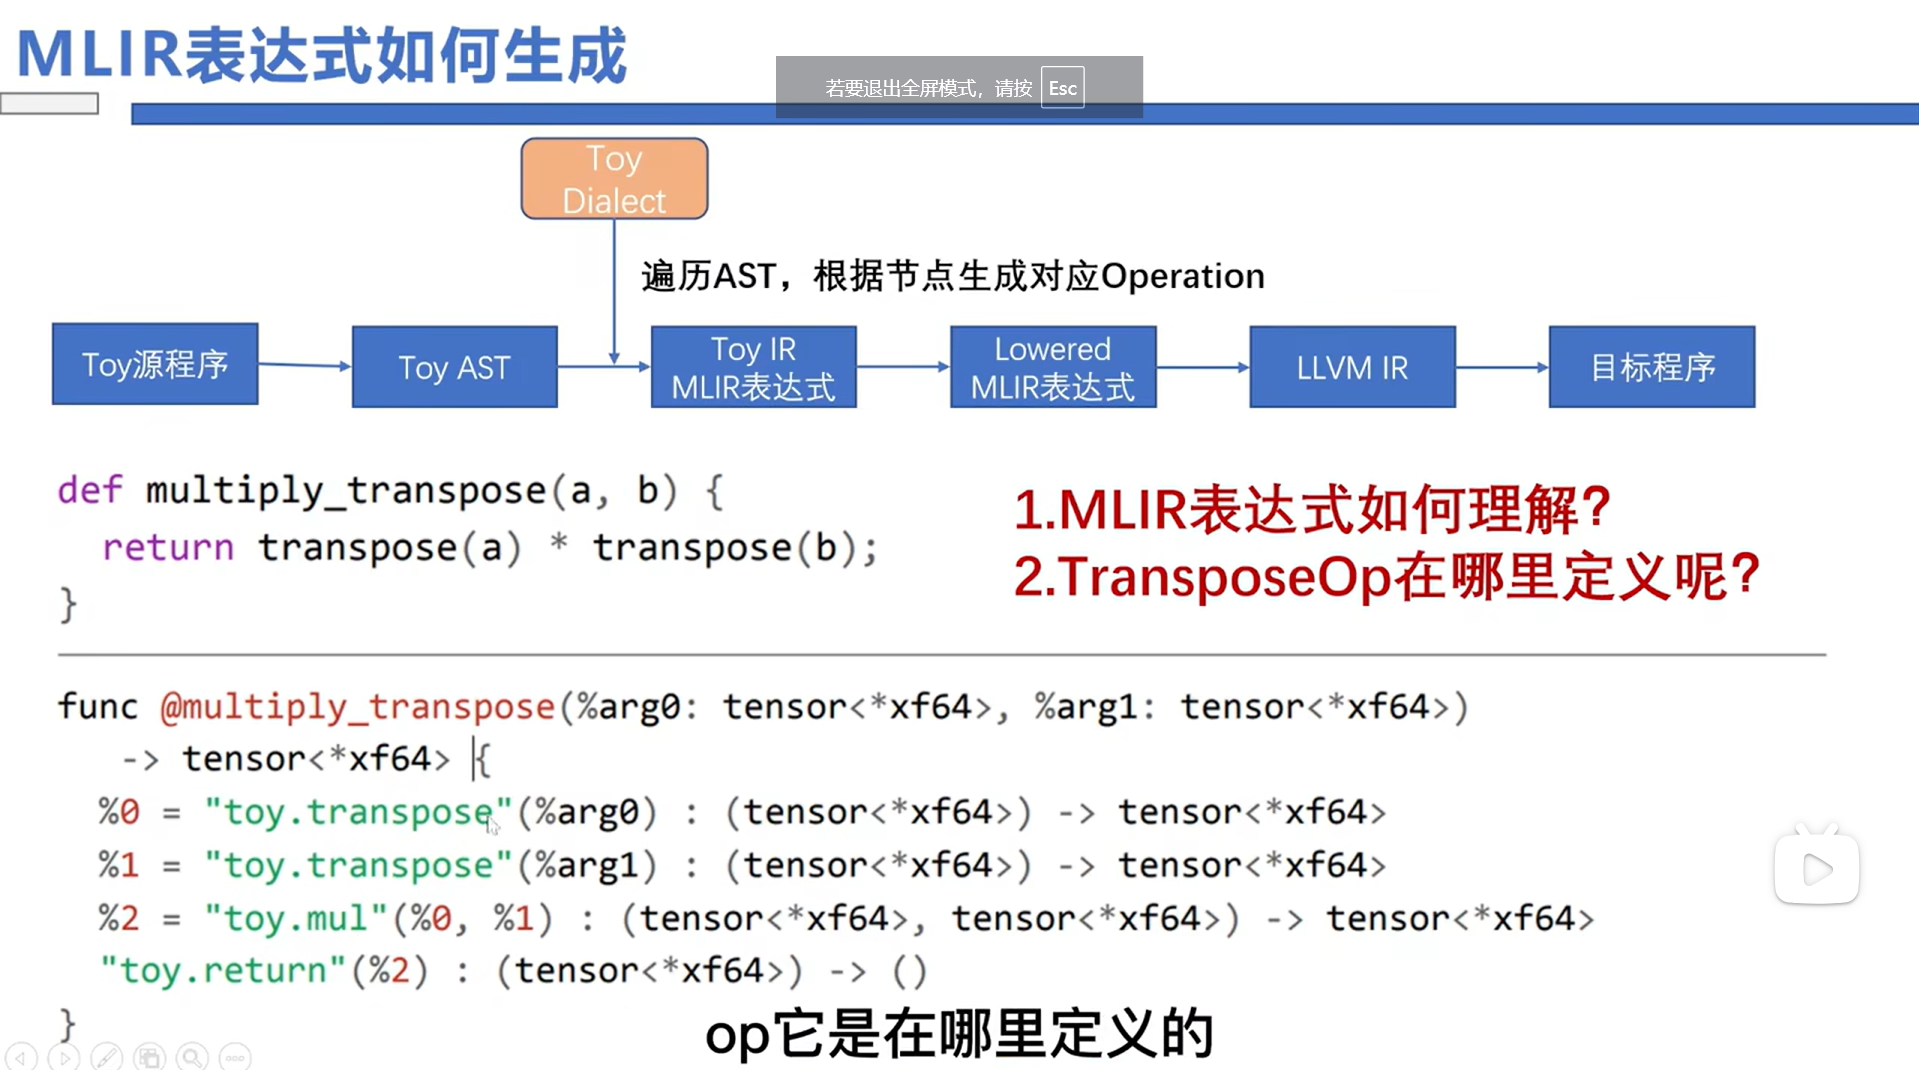 MLIR表达式如何生成
若要退出全屏模式，请按 Esc
Toy
Dialect
遍历AST，根据节点生成对应Operation
Toy源程序
Toy AST
Toy IR
MLIR表达式
Lowered
MLIR表达式
LLVM IR
目标程序
def multiply_transpose(a, b) {
return transpose(a) * transpose(b);
}
1.MLIR表达式如何理解？
2.TransposeOp在哪里定义呢？
func @multiply_transpose(%arg0: tensor<*xf64>, %arg1: tensor<*xf64>)
-> tensor<*xf64> {
%0 = "toy.transpose"(%arg0) : (tensor<*xf64>) -> tensor<*xf64>
%1 = "toy.transpose"(%arg1) : (tensor<*xf64>) -> tensor<*xf64>
%2 = "toy.mul"(%0, %1) : (tensor<*xf64>, tensor<*xf64>) -> tensor<*xf64>
"toy.return"(%2) : (tensor<*xf64>) -> ()
}
op它是在哪里定义的